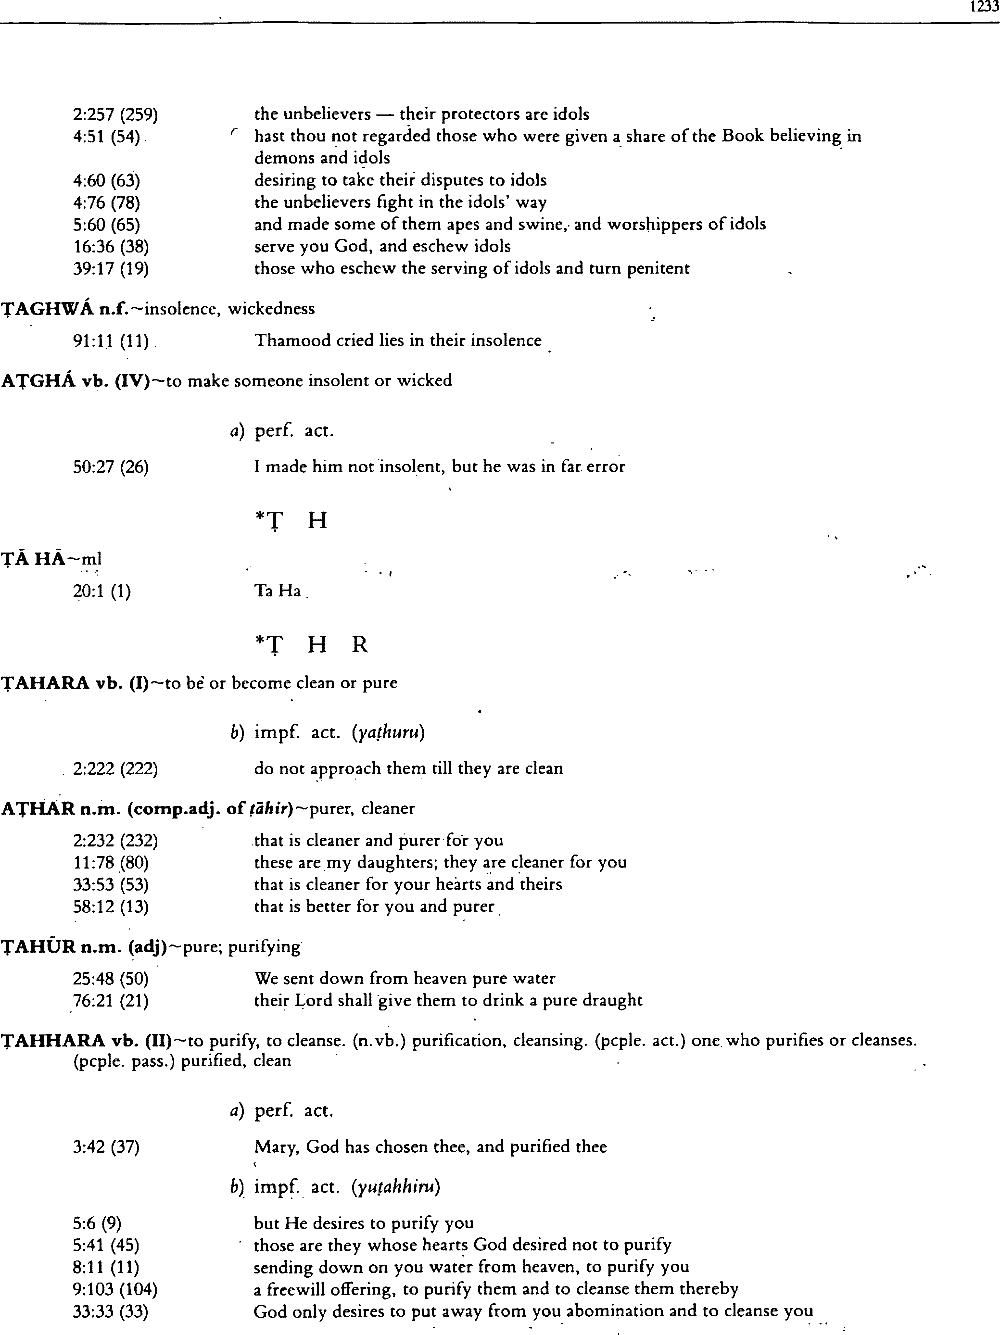 1233
2:257 (259) the unbelievers — their protectors are idols
4:51 (54) hast thou not regarded those who were given a share of the Book believing in
demons and idols
4:60 (63) desiring to take their disputes to idols
4:76 (78) the unbelievers fight in the idols' way
5:60 (65) and made some of them apes and swine, and worshippers of idols
16:36 (38) serve you God, and eschew idols
39:17 (19) those who eschew the serving of idols and turn penitent
ṬAGHWÁ n.f.~insolence, wickedness
91:11 (11) Thamood cried lies in their insolence
AṬGHÁ vb. (IV)~to make someone insolent or wicked
a) perf. act.
50:27 (26) I made him not insolent, but he was in far error
*Ṭ H
ṬĀ HĀ~ml
20:1 (1) Ta Ha
*Ṭ H R
ṬAHARA vb. (I)~to be or become clean or pure
b) impf. act. (yaṭhuru)
2:222 (222) do not approach them till they are clean
AṬHAR n.m. (comp.adj. of ṭāhir)~purer, cleaner
2:232 (232) that is cleaner and purer for you
11:78 (80) these are my daughters; they are cleaner for you
33:53 (53) that is cleaner for your hearts and theirs
58:12 (13) that is better for you and purer
ṬAHŪR n.m. (adj)~pure; purifying
25:48 (50) We sent down from heaven pure water
76:21 (21) their Lord shall give them to drink a pure draught
ṬAHHARA vb. (II)~to purify, to cleanse. (n.vb.) purification, cleansing. (pcple. act.) one who purifies or cleanses.
(pcple. pass.) purified, clean
a) perf. act.
3:42 (37) Mary, God has chosen thee, and purified thee
b) impf. act. (yuṭahhiru)
5:6 (9) but He desires to purify you
5:41 (45) those are they whose hearts God desired not to purify
8:11 (11) sending down on you water from heaven, to purify you
9:103 (104) a freewill offering, to purify them and to cleanse them thereby
33:33 (33) God only desires to put away from you abomination and to cleanse you